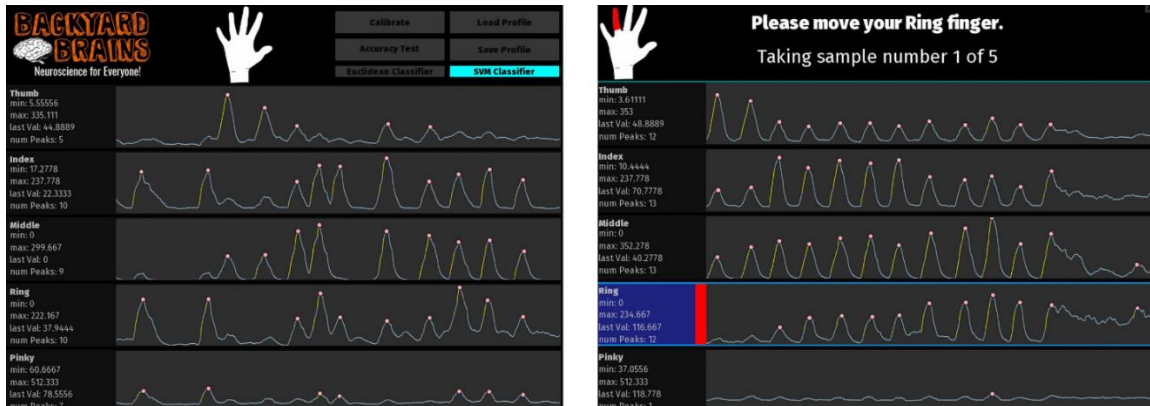 BACKYARD
BRAINS
Neuroscience for Everyone!
Calibrate
Load Profile
Accuracy Test
Save Profile
Euclidean Classifier
SVM Classifier
Thumb
min: 5.55556
max: 335.111
last Val: 44.8889
num Peaks: 5
Index
min: 17.2778
max: 237.778
last Val: 22.3333
num Peaks: 10
Middle
min: 0
max: 299.667
last Val: 0
num Peaks: 9
Ring
min: 0
max: 222.167
last Val: 37.9444
num Peaks: 10
Pinky
min: 60.6667
max: 512.333
last Val: 78.5556
num Peaks: 7
Please move your Ring finger.
Taking sample number 1 of 5
Thumb
min: 3.61111
max: 353
last Val: 48.8889
num Peaks: 12
Index
min: 10.4444
max: 237.778
last Val: 70.7778
num Peaks: 13
Middle
min: 0
max: 352.278
last Val: 40.2778
num Peaks: 13
Ring
min: 0
max: 234.667
last Val: 116.667
num Peaks: 12
Pinky
min: 37.0556
max: 512.333
last Val: 118.778
num Peaks: 1